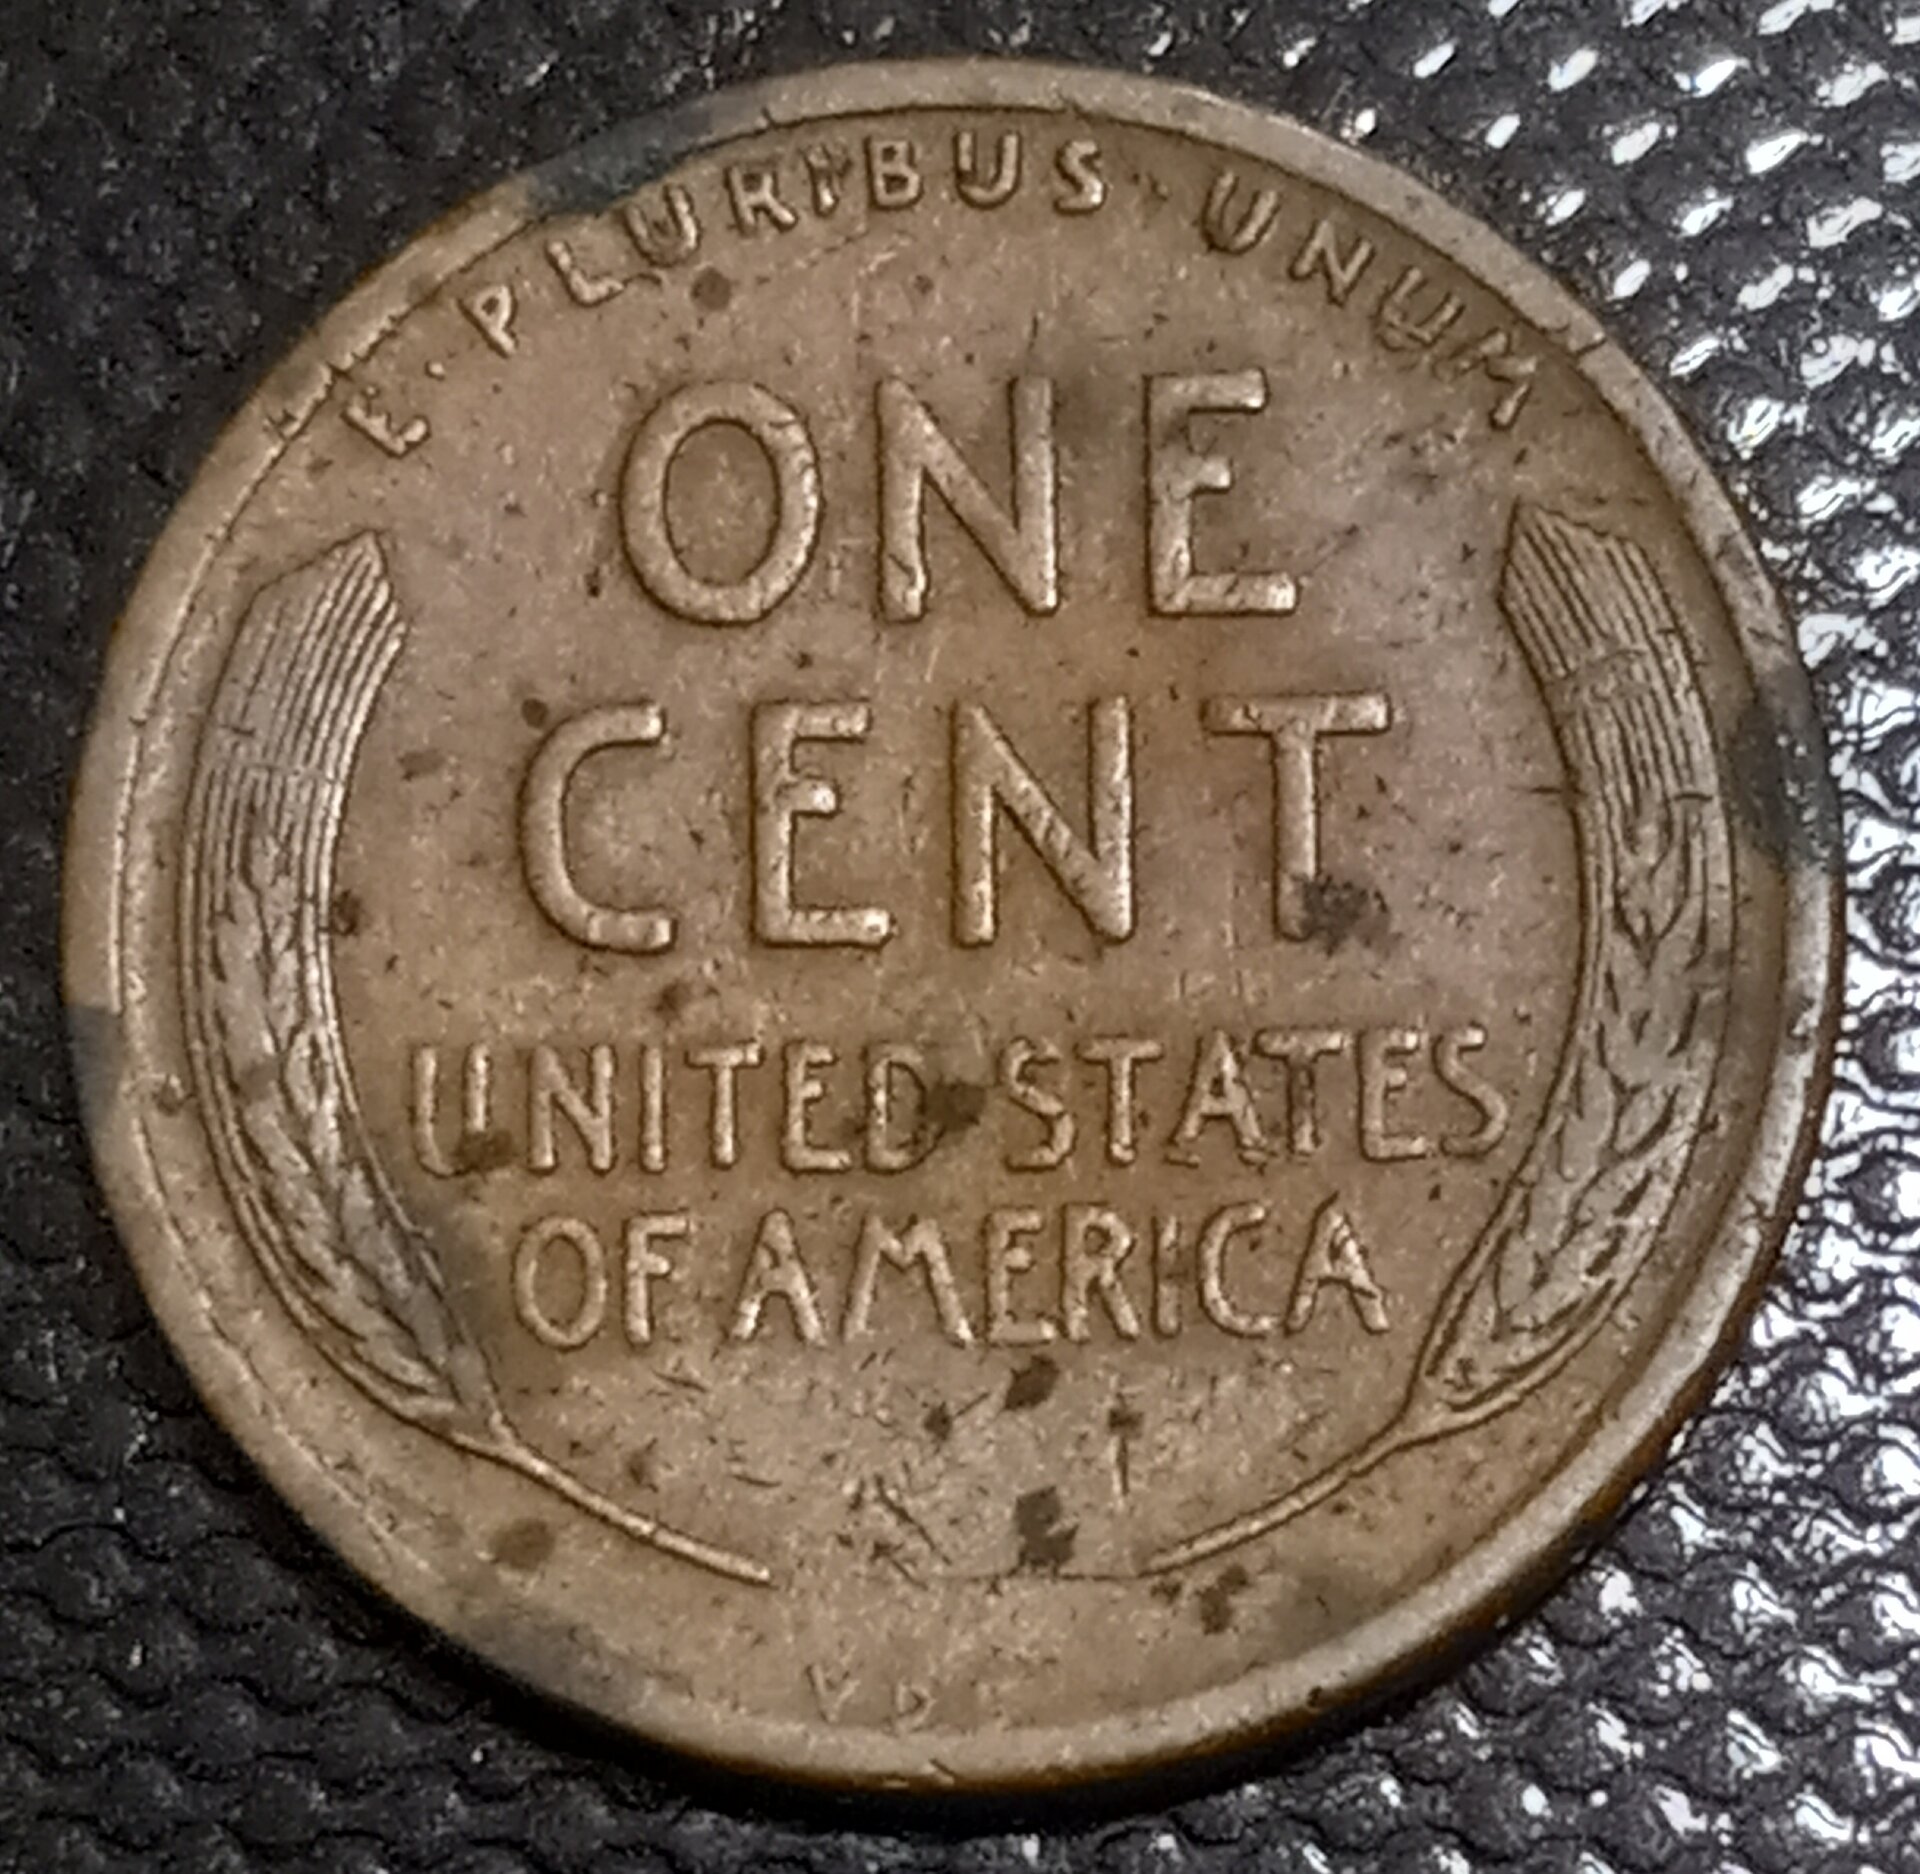 E·PLURIBUS·UNUM
ONE
CENT
UNITED STATES
OF AMERICA
V D B